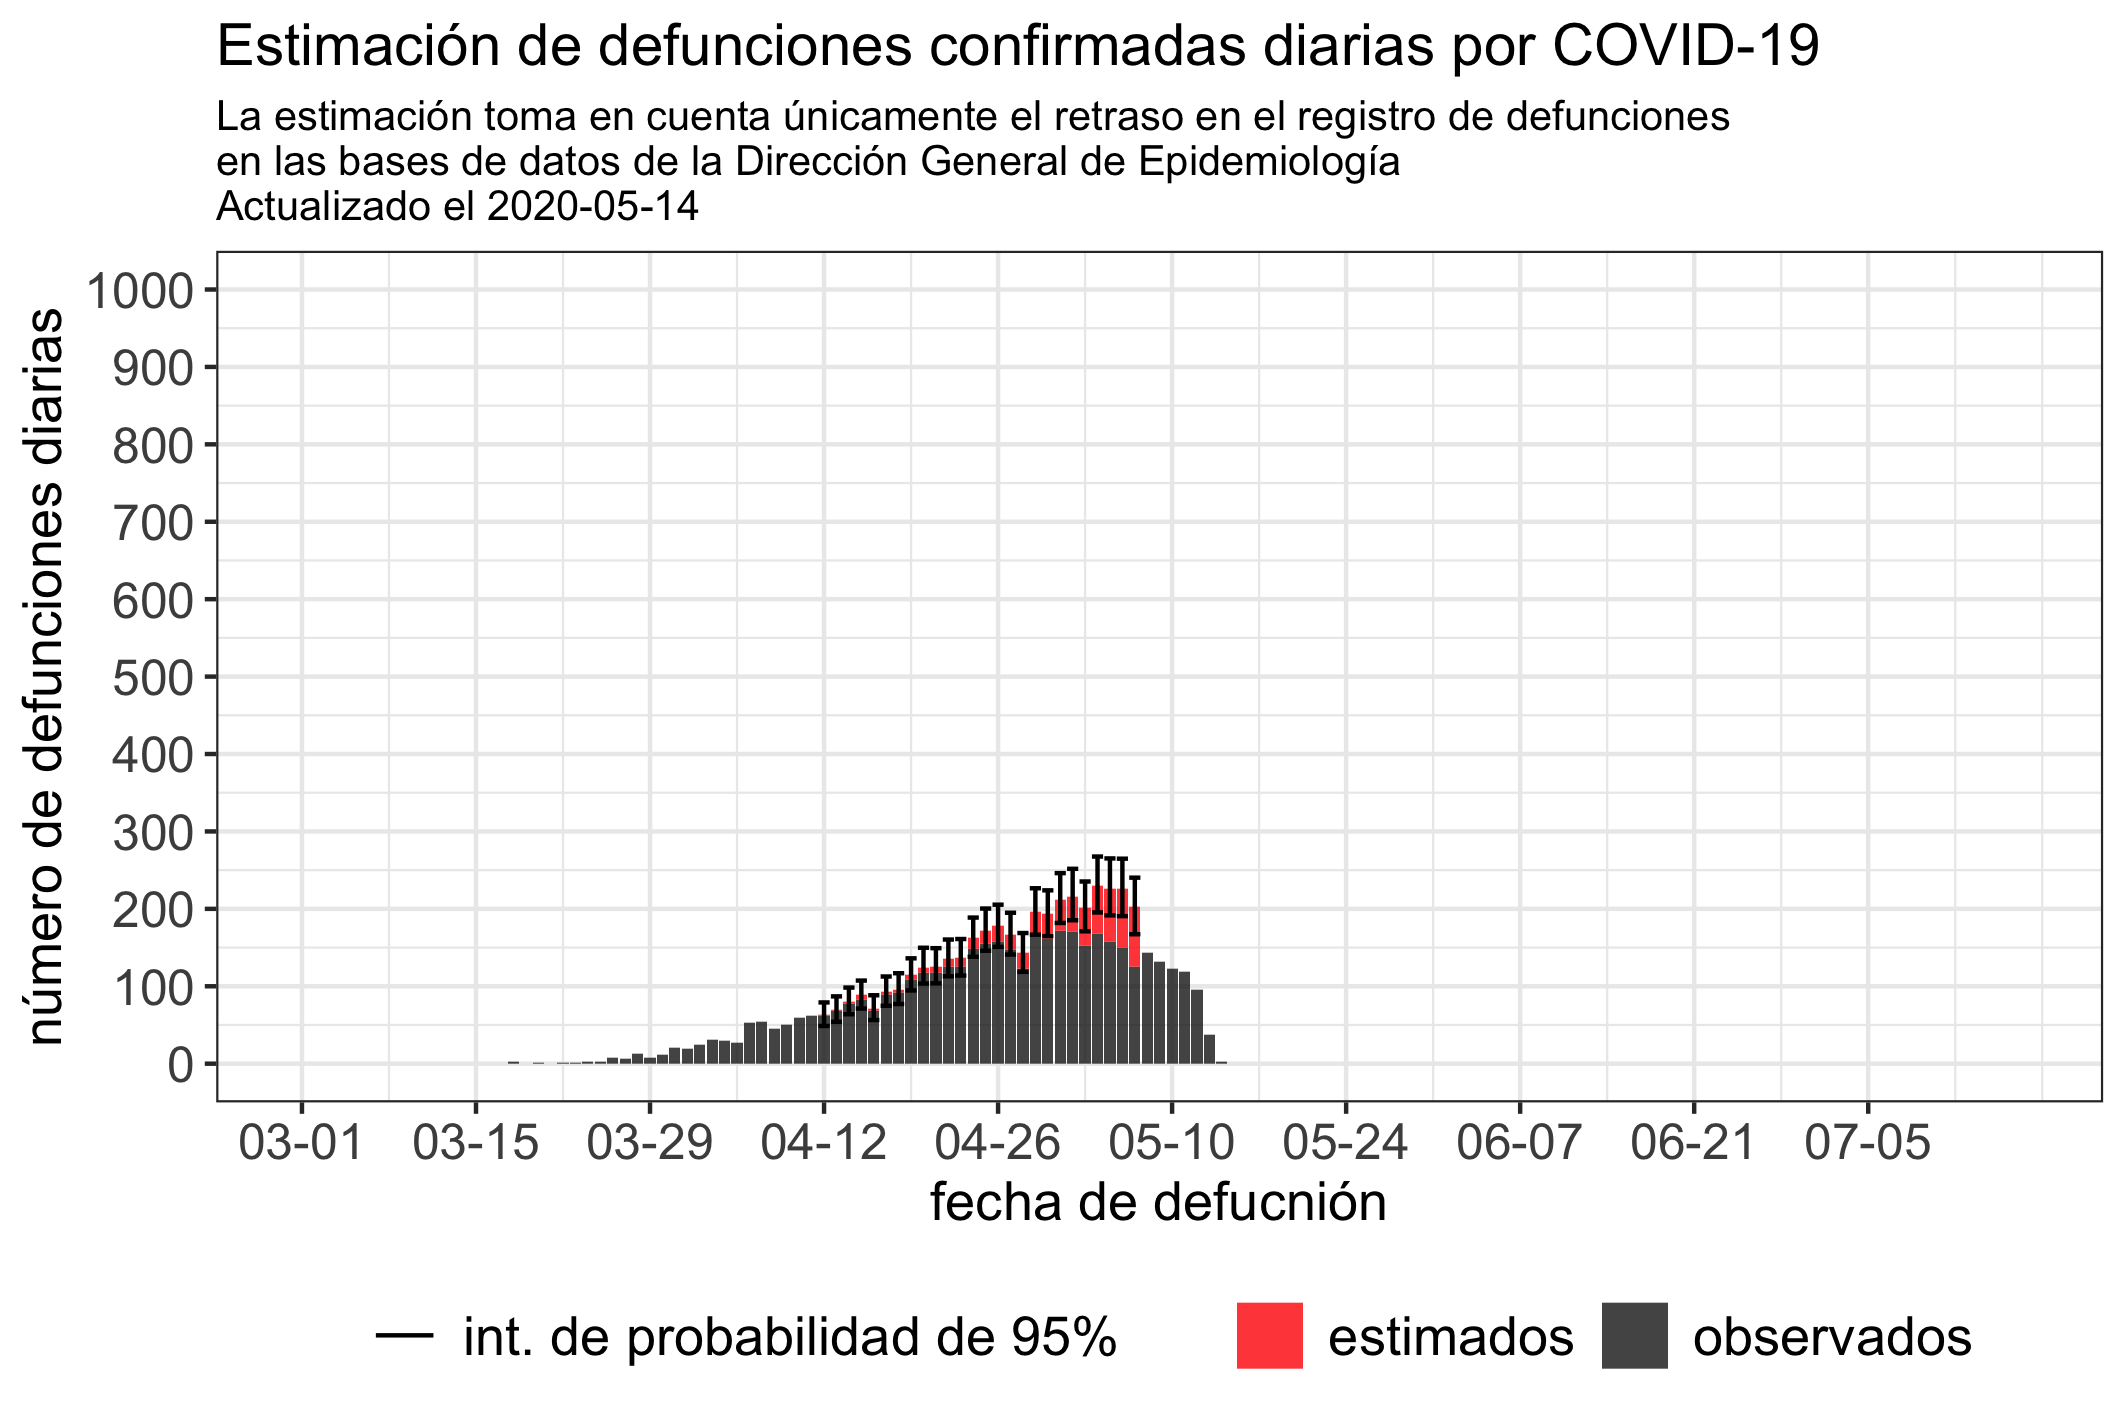 Estimación de defunciones confirmadas diarias por COVID-19
La estimación toma en cuenta únicamente el retraso en el registro de defunciones
en las bases de datos de la Dirección General de Epidemiología
Actualizado el 2020-05-14
número de defunciones diarias
1000
900
800
700
600
500
400
300
200
100
0
03-01 03-15 03-29 04-12 04-26 05-10 05-24 06-07 06-21 07-05
fecha de defucnión
int. de probabilidad de 95% estimados observados